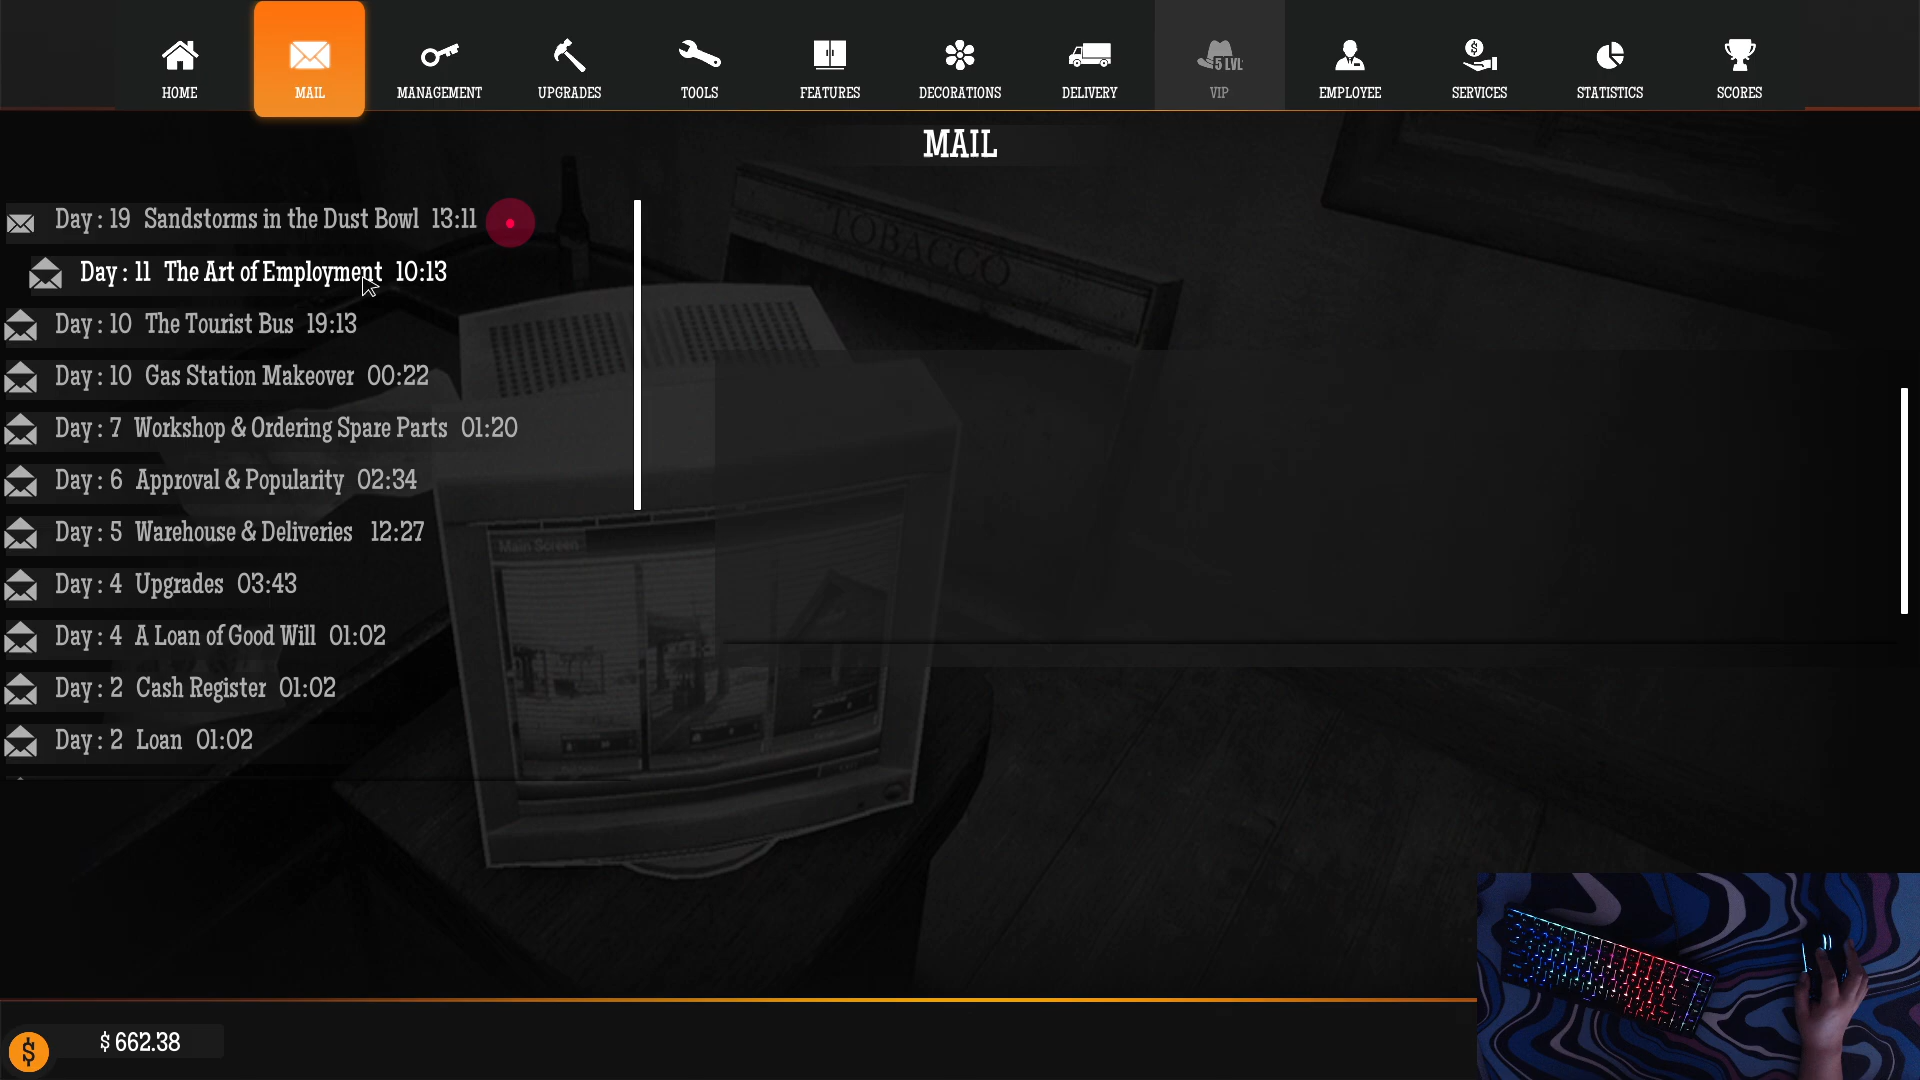 HOME
MAIL
MANAGEMENT
UPGRADES
TOOLS
FEATURES
DECORATIONS
DELIVERY
5 LVL
VIP
EMPLOYEE
SERVICES
STATISTICS
SCORES
MAIL
Day : 19 Sandstorms in the Dust Bowl 13:11
Day : 11 The Art of Employment 10:13
Day : 10 The Tourist Bus 19:13
Day : 10 Gas Station Makeover 00:22
Day : 7 Workshop & Ordering Spare Parts 01:20
Day : 6 Approval & Popularity 02:34
Day : 5 Warehouse & Deliveries 12:27
Day : 4 Upgrades 03:43
Day : 4 A Loan of Good Will 01:02
Day : 2 Cash Register 01:02
Day : 2 Loan 01:02
TOBACCO
Main Screen
$ $ 662.38